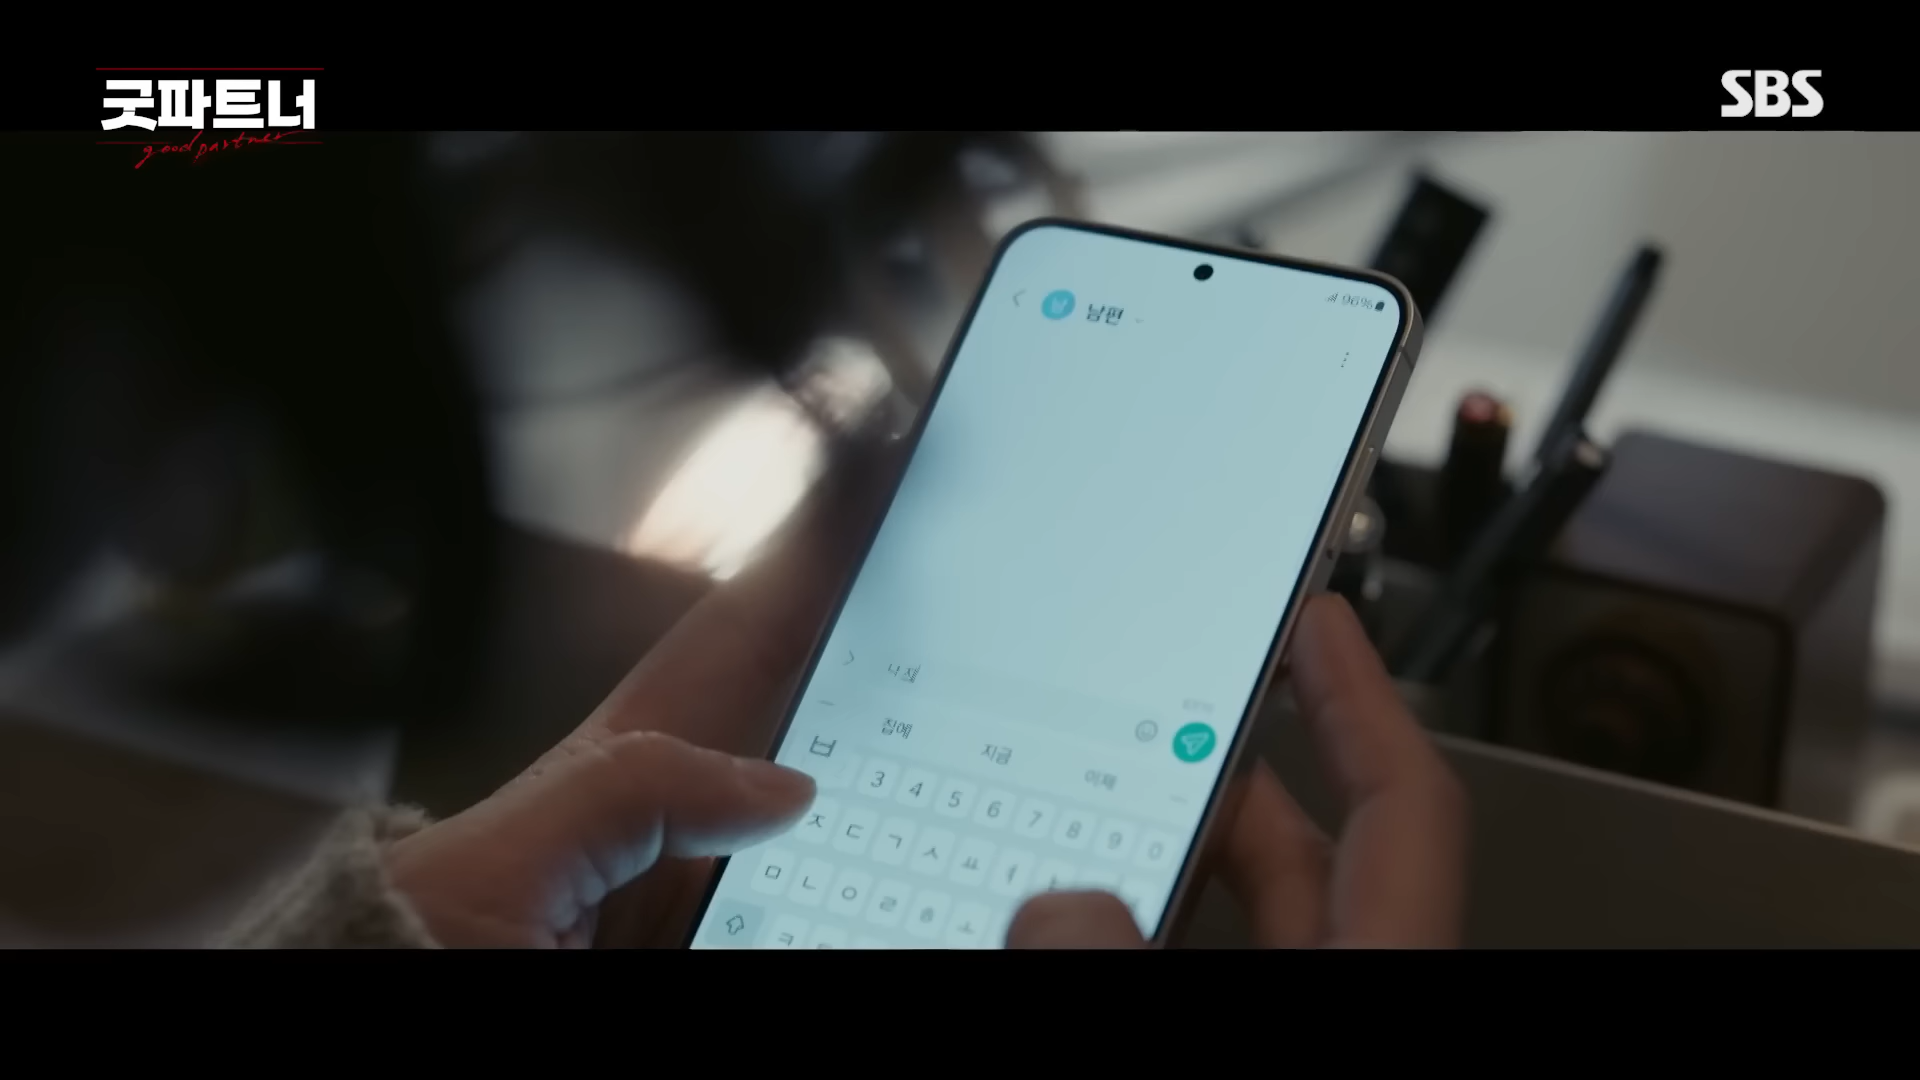 굿파트너
good partner
SBS
96%
남편
나 지
집에 지금 이제
ㅂ 3 4 5 6 7 8 9 0
ㅈ ㄷ ㄱ ㅅ ㅛ ㅕ
ㅁ ㄴ ㅇ ㄹ ㅎ ㅗ
ㅋ